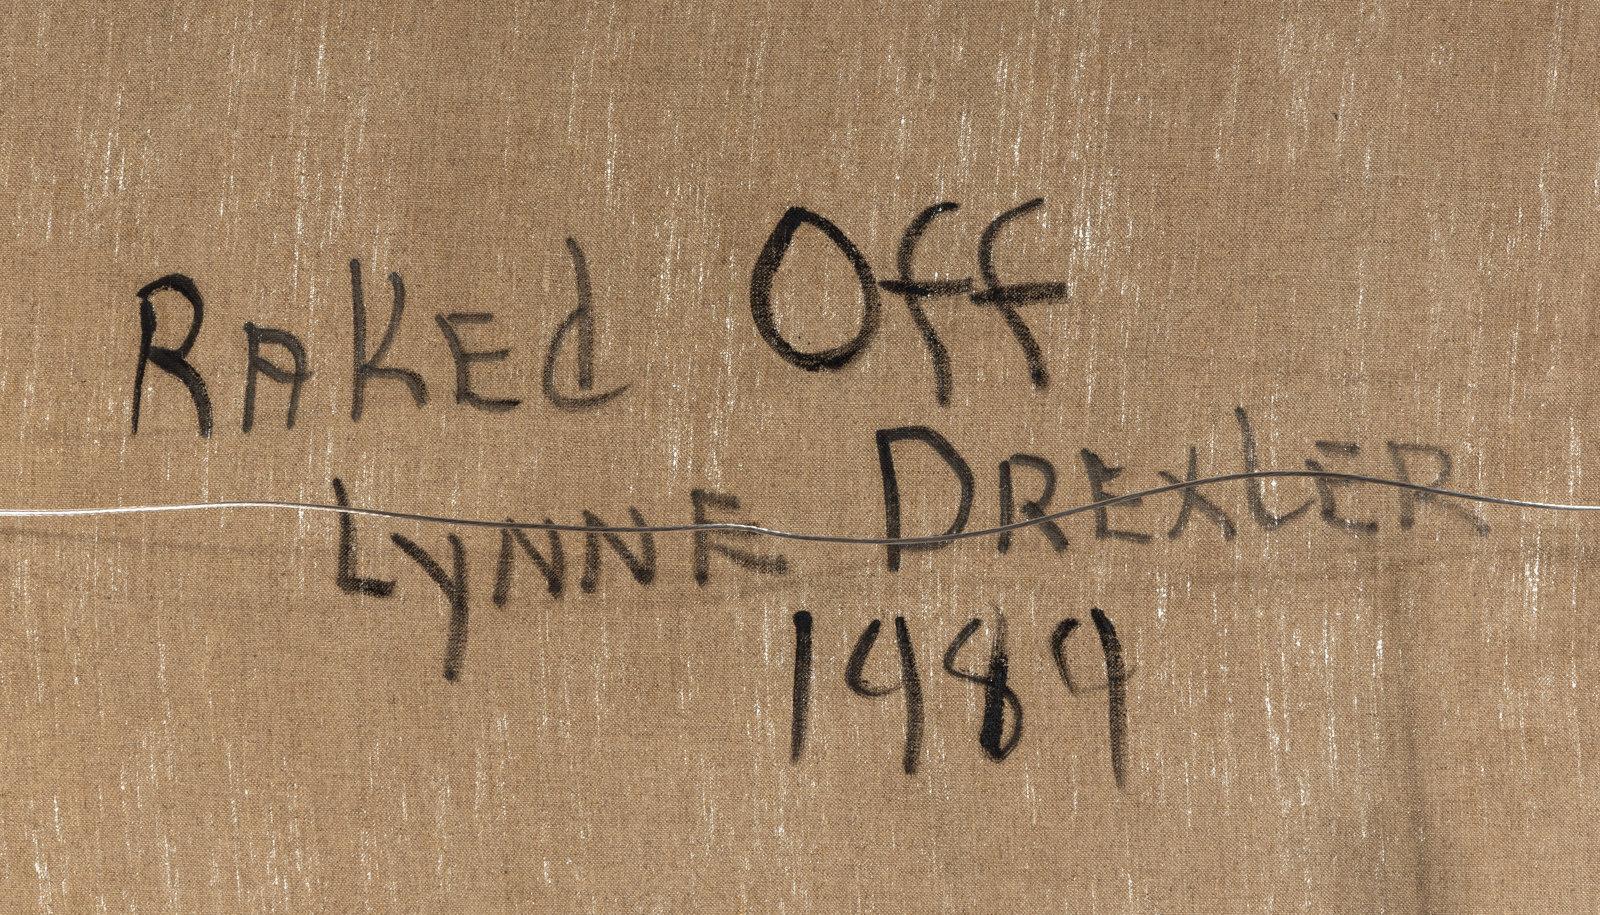 RAKEd Off
LYNNE DREXLER
1989